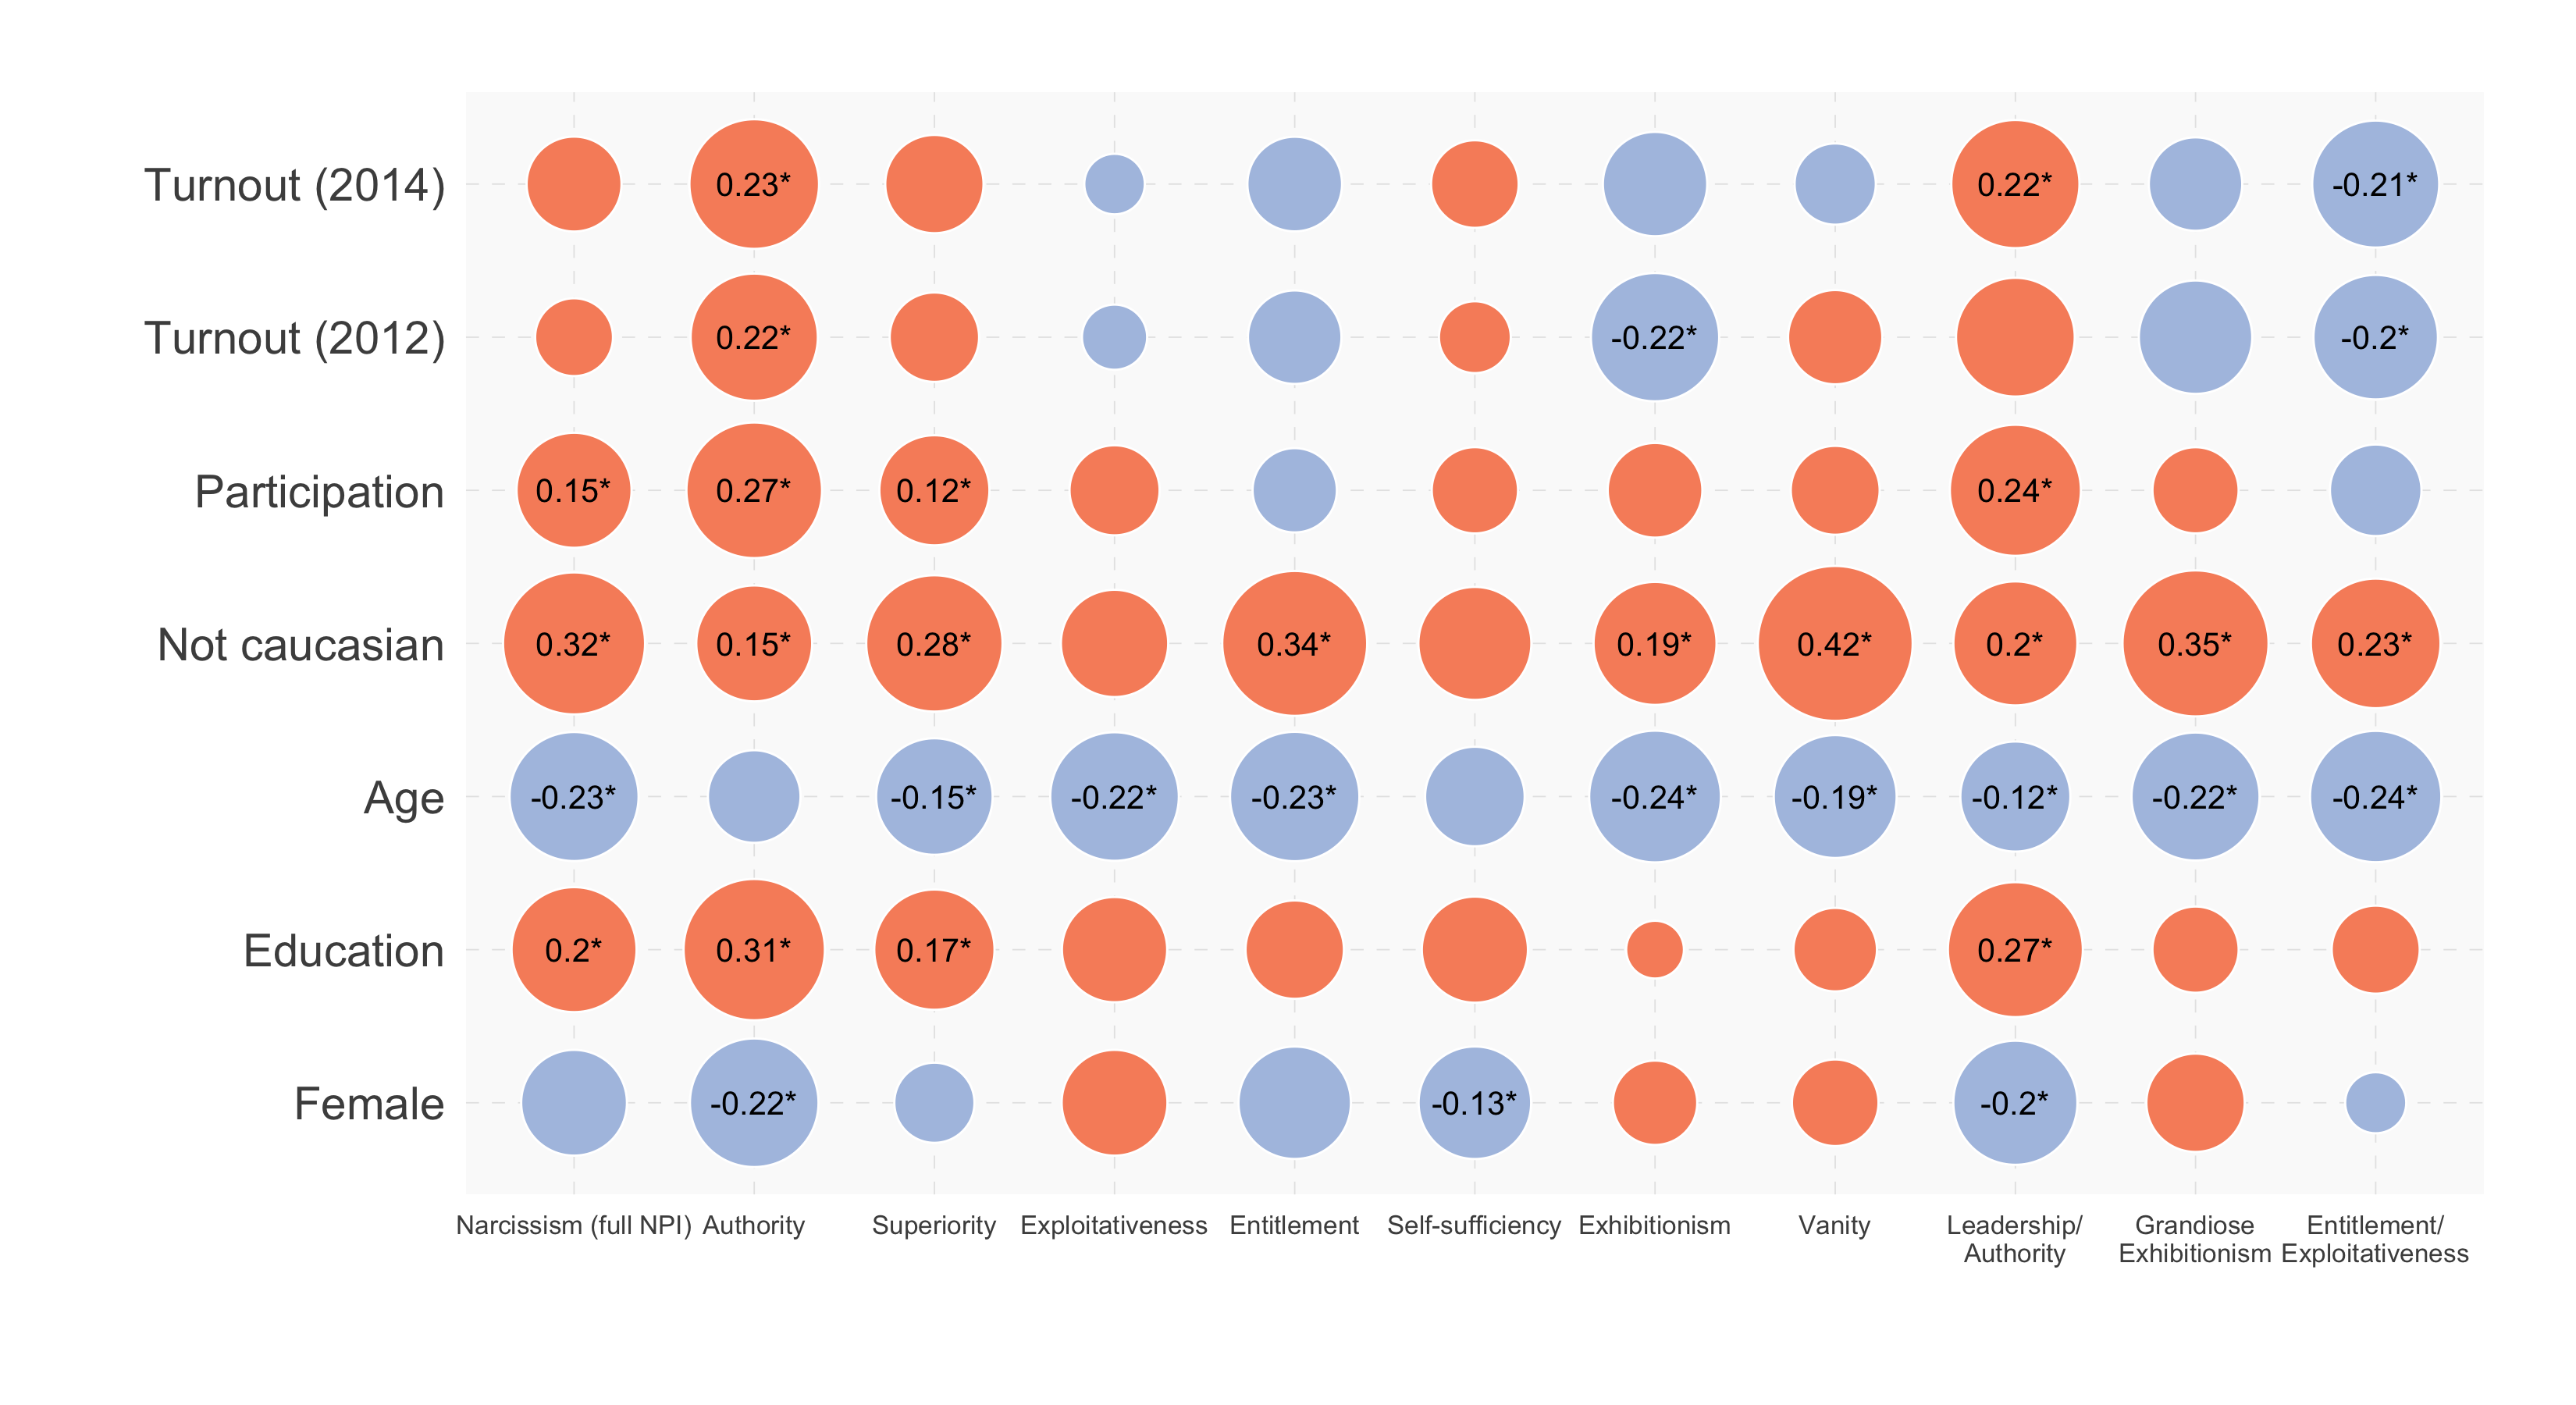 Turnout (2014) 0.23* 0.22* -0.21*
Turnout (2012) 0.22* -0.22* -0.2*
Participation 0.15* 0.27* 0.12* 0.24*
Not caucasian 0.32* 0.15* 0.28* 0.34* 0.19* 0.42* 0.2* 0.35* 0.23*
Age -0.23* -0.15* -0.22* -0.23* -0.24* -0.19* -0.12* -0.22* -0.24*
Education 0.2* 0.31* 0.17* 0.27*
Female -0.22* -0.13* -0.2*
Narcissism (full NPI) Authority Superiority Exploitativeness Entitlement Self-sufficiency Exhibitionism Vanity Leadership/ Grandiose Entitlement/
Authority Exhibitionism Exploitativeness